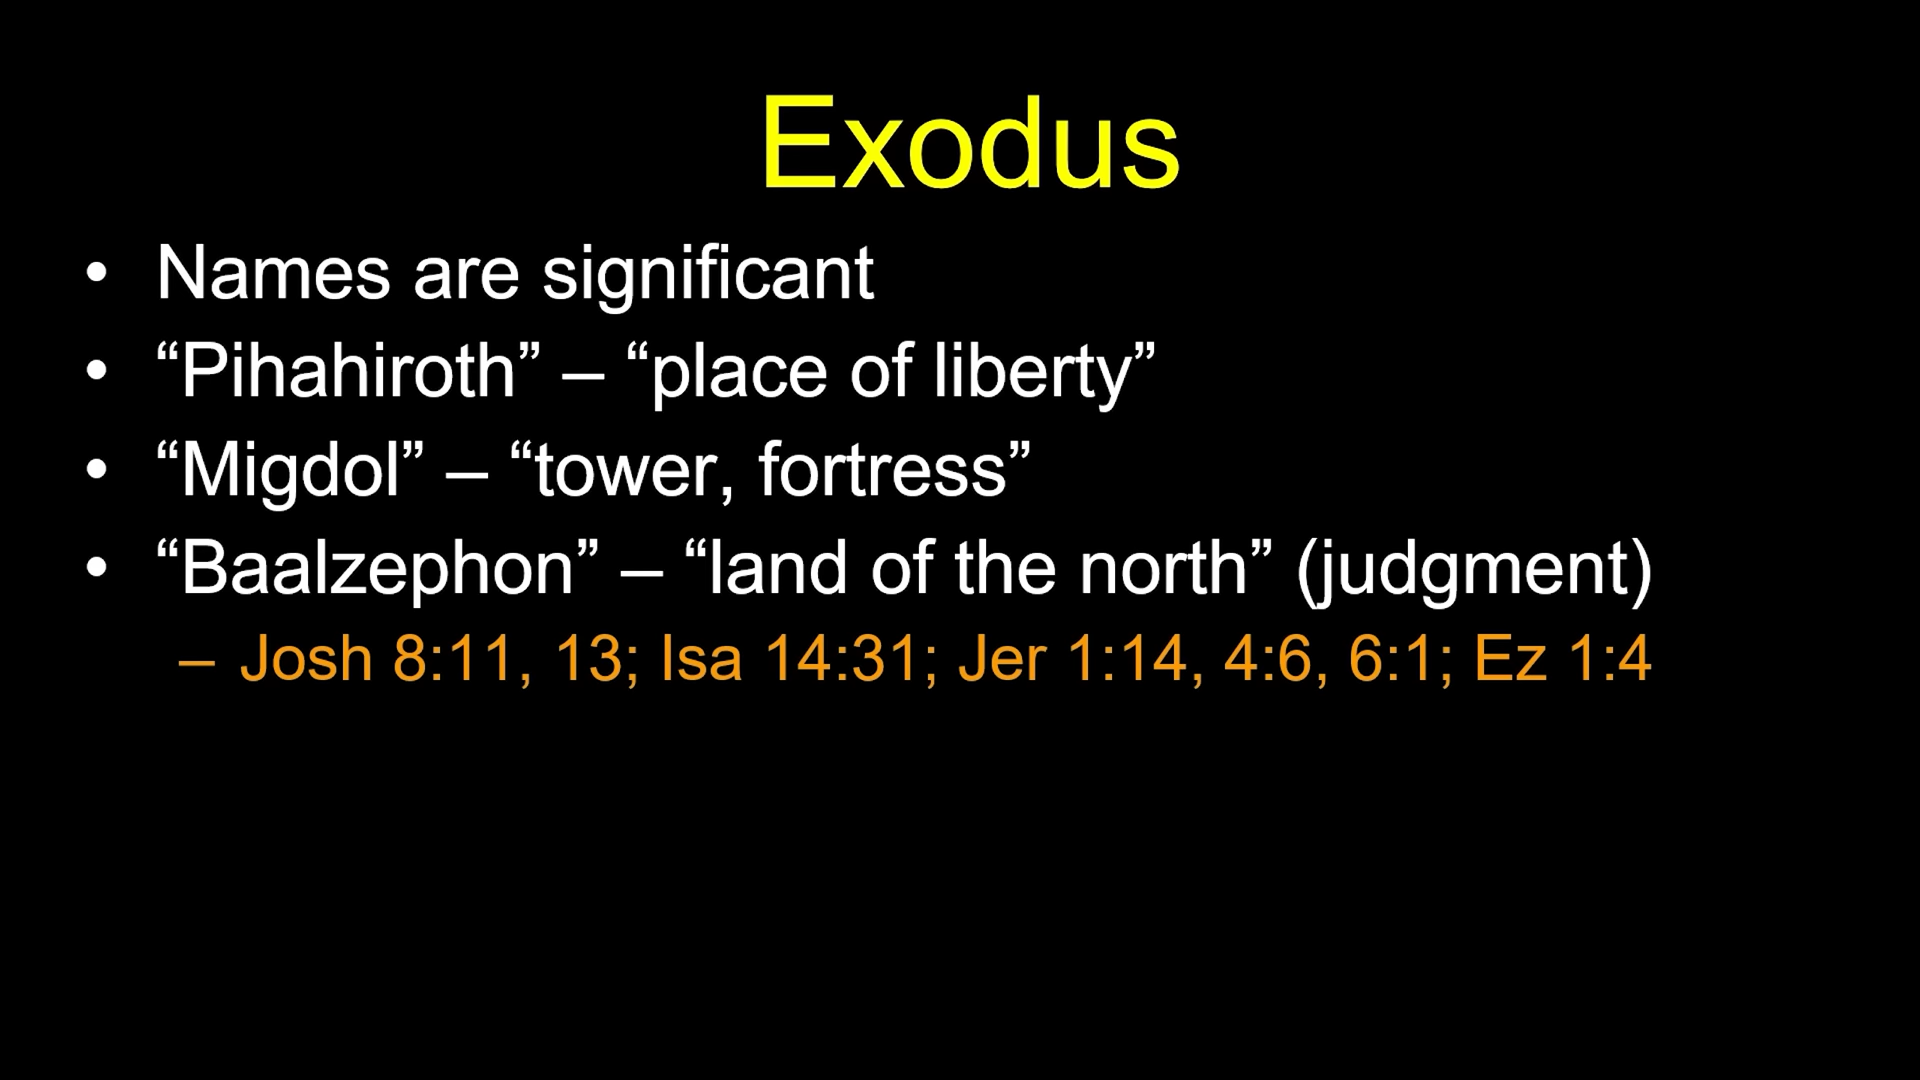 Exodus
• Names are significant
• “Pihahiroth” – “place of liberty”
• “Migdol” – “tower, fortress”
• “Baalzephon” – “land of the north” (judgment)
– Josh 8:11, 13; Isa 14:31; Jer 1:14, 4:6, 6:1; Ez 1:4